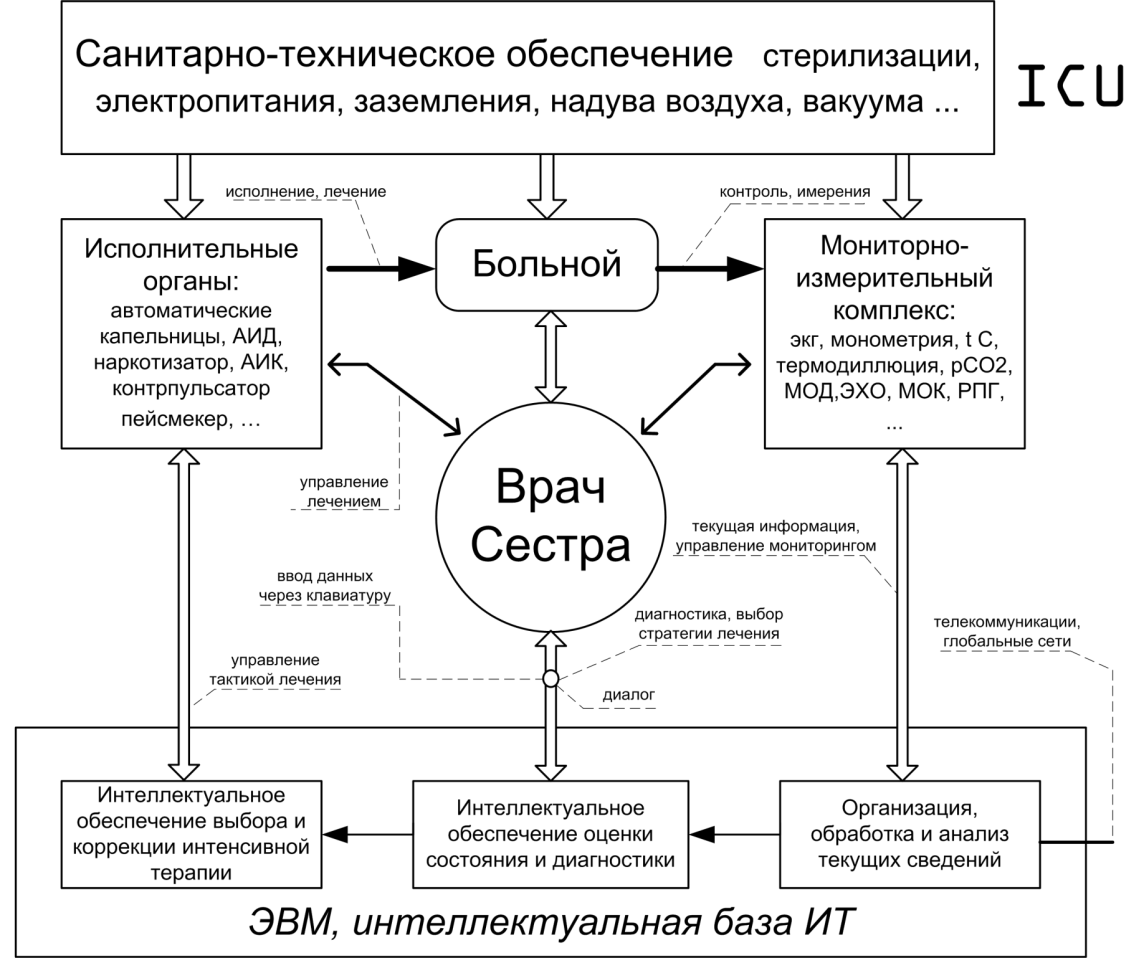 Санитарно-техническое обеспечение стерилизации,
электропитания, заземления, надува воздуха, вакуума ...
ICU
исполнение, лечение
контроль, имерения
Исполнительные
органы:
автоматические
капельницы, АИД,
наркотизатор, АИК,
контрпульсатор
пейсмекер, …
Больной
Мониторно-
измерительный
комплекс:
экг, монометрия, t C,
термодиллюция, pCO2,
МОД,ЭХО, МОК, РПГ,
...
управление
лечением
Врач
Сестра
текущая информация,
управление мониторингом
ввод данных
через клавиатуру
диагностика, выбор
стратегии лечения
телекоммуникации,
глобальные сети
управление
тактикой лечения
диалог
Интеллектуальное
обеспечение выбора и
коррекции интенсивной
терапии
Интеллектуальное
обеспечение оценки
состояния и диагностики
Организация,
обработка и анализ
текущих сведений
ЭВМ, интеллектуальная база ИТ